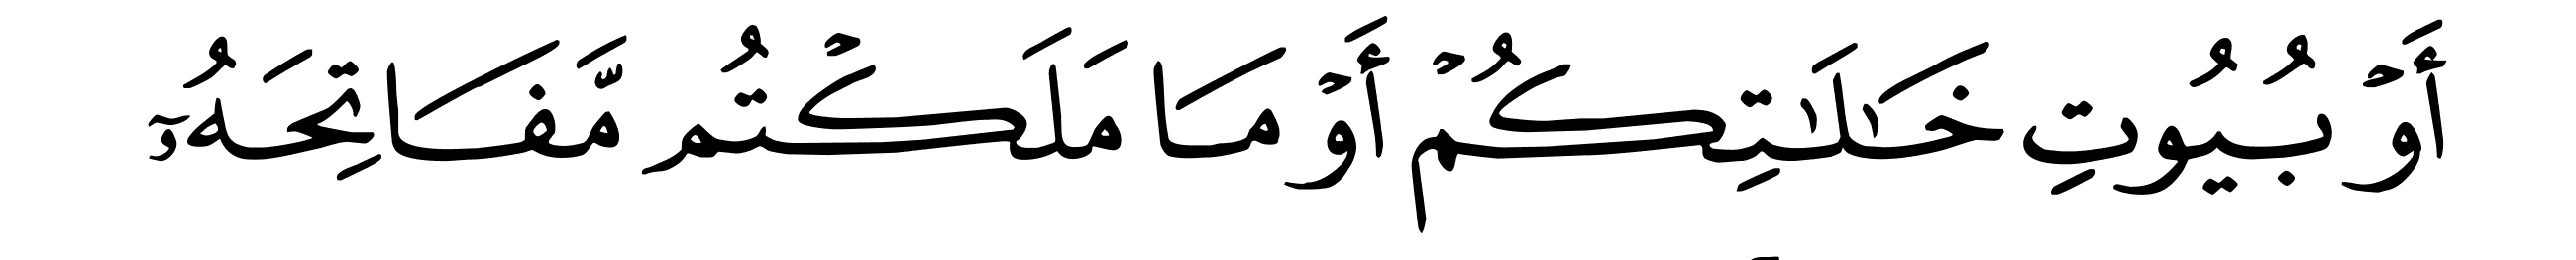 أَوۡ بُيُوتِ خَٰلَٰتِكُمۡ أَوۡ مَا مَلَكۡتُم مَّفَاتِحَهُۥٓ